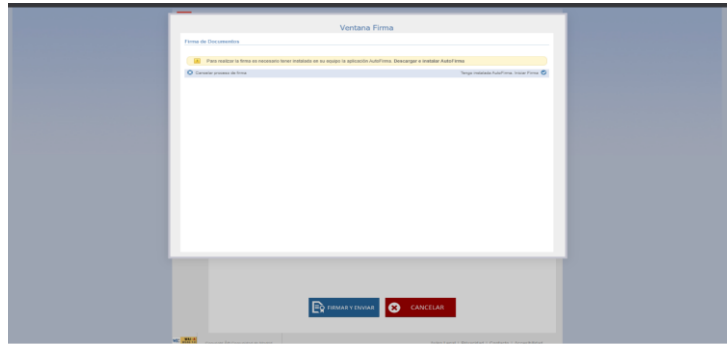 Ventana Firma
Firma de Documentos
Para realizar la firma es necesario tener instalada en su equipo la aplicación AutoFirma. Descargar e instalar AutoFirma
Cancelar proceso de firma
Tengo instalada AutoFirma. Iniciar Firma
FIRMAR Y ENVIAR
CANCELAR